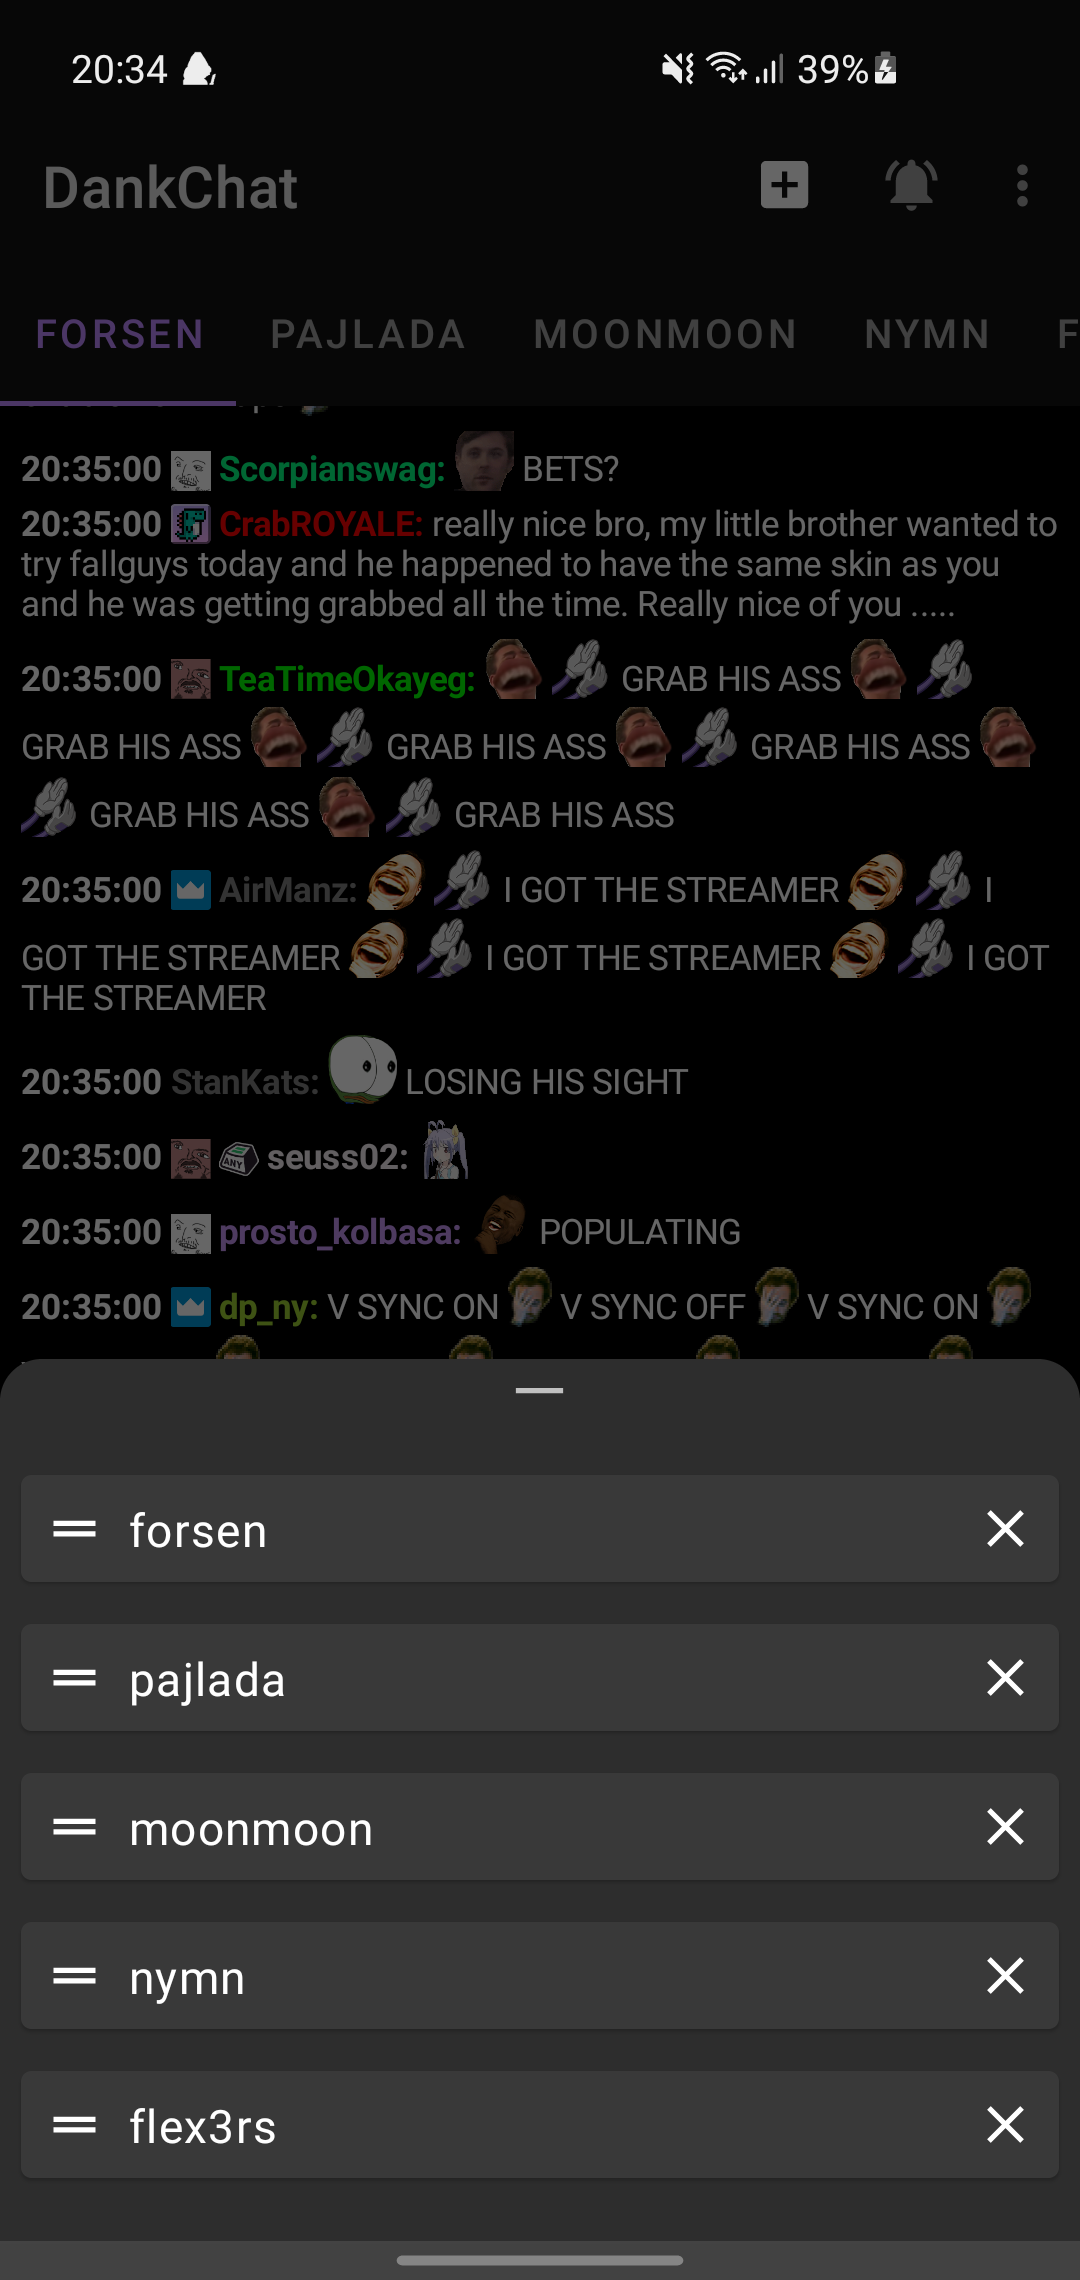 20:34 39%
DankChat
FORSEN PAJLADA MOONMOON NYMN F
20:35:00 Scorpianswag: BETS?
20:35:00 CrabROYALE: really nice bro, my little brother wanted to
try fallguys today and he happened to have the same skin as you
and he was getting grabbed all the time. Really nice of you .....
20:35:00 TeaTimeOkayeg: GRAB HIS ASS
GRAB HIS ASS GRAB HIS ASS GRAB HIS ASS
GRAB HIS ASS GRAB HIS ASS
20:35:00 AirManz: I GOT THE STREAMER I
GOT THE STREAMER I GOT THE STREAMER I GOT
THE STREAMER
20:35:00 StanKats: LOSING HIS SIGHT
20:35:00 ANY seuss02:
20:35:00 prosto_kolbasa: POPULATING
20:35:00 dp_ny: V SYNC ON V SYNC OFF V SYNC ON
forsen
pajlada
moonmoon
nymn
flex3rs